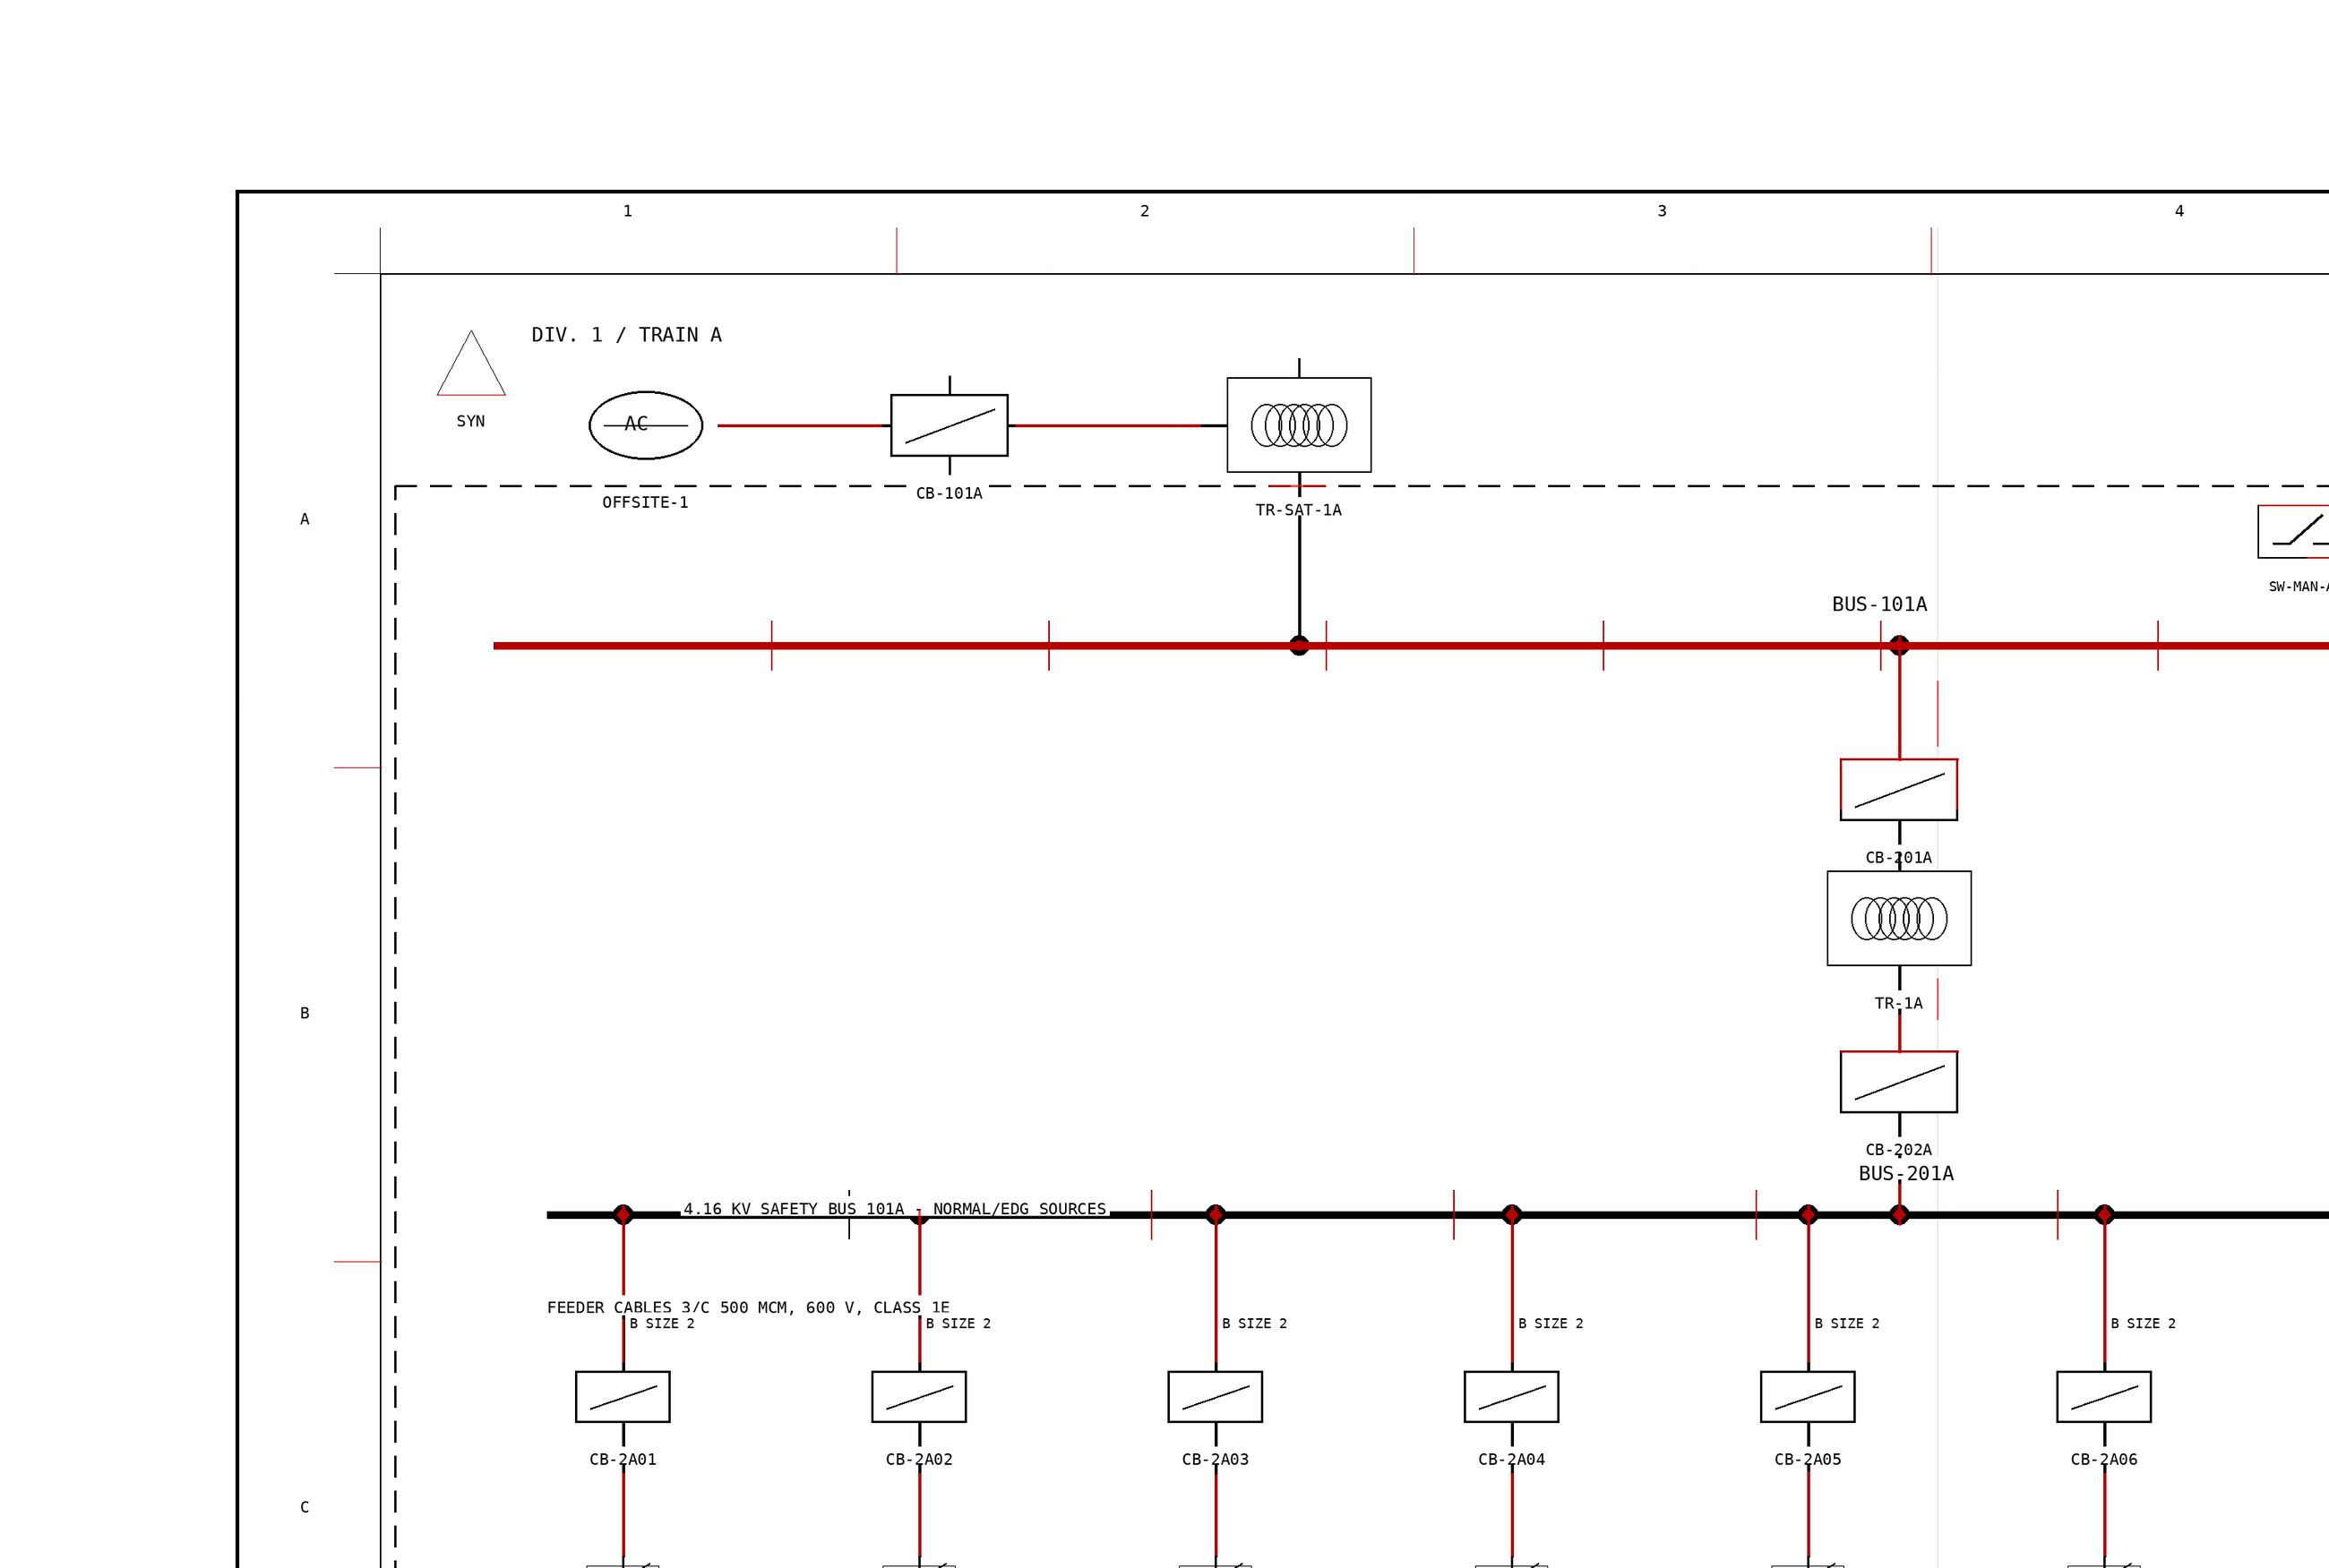 1 2 3 4
DIV. 1 / TRAIN A
SYN
AC
CB-101A
OFFSITE-1
TR-SAT-1A
A
SW-MAN-A
BUS-101A
CB-201A
TR-1A
B
CB-202A
BUS-201A
4.16 KV SAFETY BUS 101A - NORMAL/EDG SOURCES
FEEDER CABLES 3/C 500 MCM, 600 V, CLASS 1E
B SIZE 2 B SIZE 2 B SIZE 2 B SIZE 2 B SIZE 2 B SIZE 2
CB-2A01 CB-2A02 CB-2A03 CB-2A04 CB-2A05 CB-2A06
C